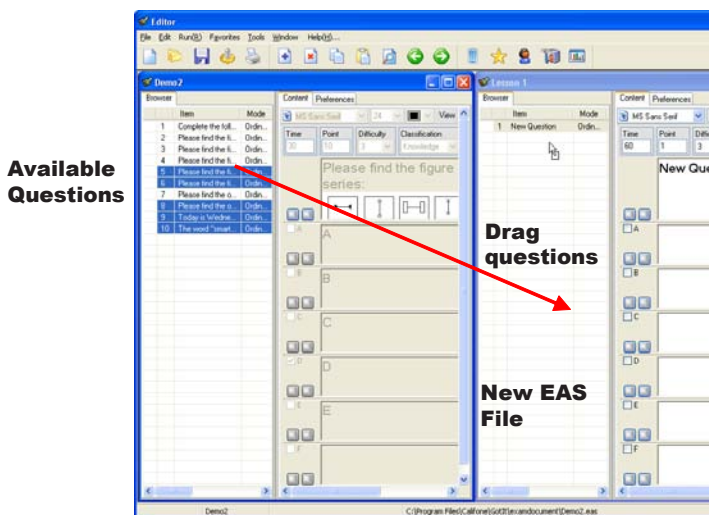 Editor
File Edit Run(R) Favorites Tools Window Help(H)...
Demo2
Browser
Item Mode
1 Complete the foll... Ordin...
2 Please find the fi... Ordin...
3 Please find the fi... Ordin...
4 Please find the fi... Ordin...
5 Please find the fi... Ordin...
6 Please find the fi... Ordin...
7 Please find the o... Ordin...
8 Please find the o... Ordin...
9 Today is Wedne... Ordin...
10 The word "smart... Ordin...
Content Preferences
MS Sans Serif 24 View
Time Point Difficulty Classification
30 10 3 Knowledge
Please find the figure
series:
A
A
B
B
C
C
D
D
E
E
F
Lesson 1
Browser
Item Mode
1 New Question Ordin...
Content Preferences
MS Sans Serif
Time Point Diffic
60 1 3
New Que
A
B
C
D
E
F
Available
Questions
Drag
questions
New EAS
File
Demo2 C:\Program Files\Califone\GotIt\examdocument\Demo2.eas